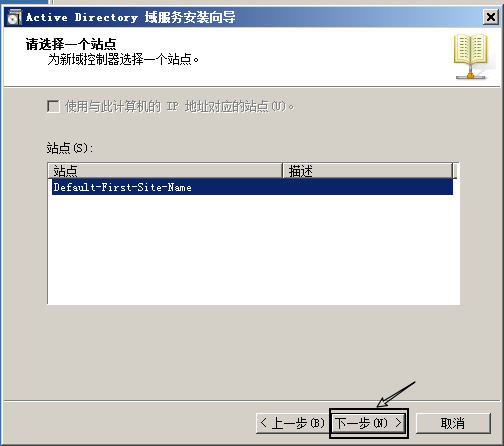 Active Directory 域服务安装向导
请选择一个站点
为新域控制器选择一个站点。
使用与此计算机的 IP 地址对应的站点(U)。
站点(S):
站点 描述
Default-First-Site-Name
< 上一步(B) 下一步(N) > 取消